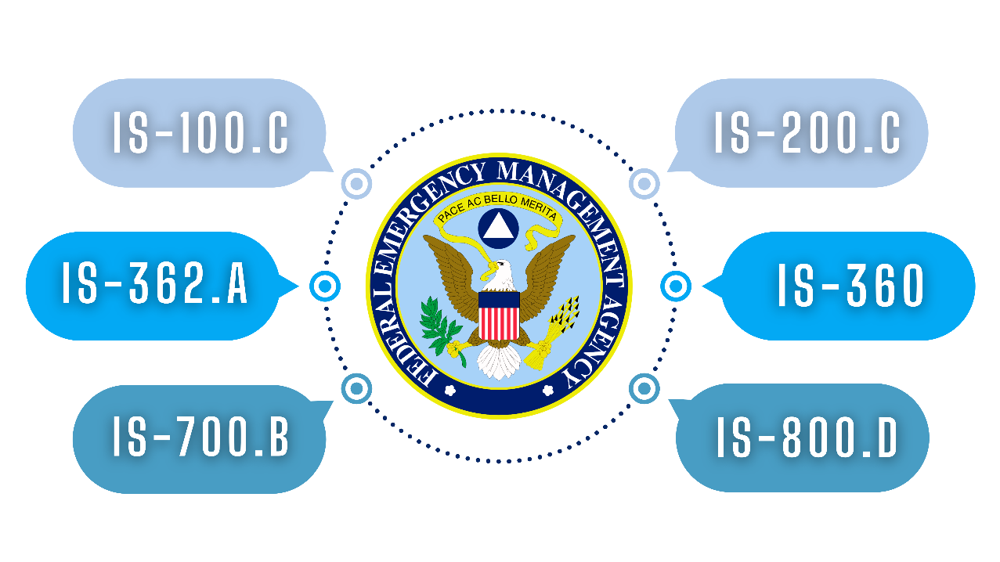 IS-100.C
IS-200.C
FEDERAL EMERGENCY MANAGEMENT AGENCY
PACE AC BELLO MERITA
IS-362.A
IS-360
IS-700.B
IS-800.D